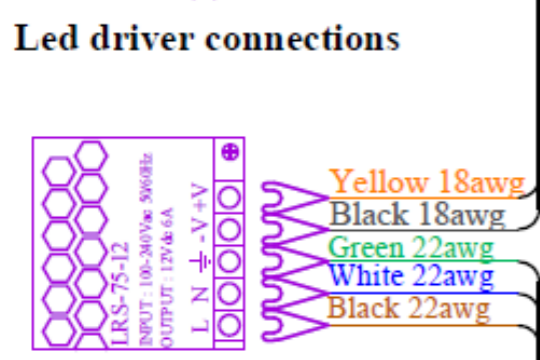 Led driver connections
LRS-75-12
INPUT : 100-240Vac 50/60Hz
OUTPUT : 12Vdc 6A
L N -V +V
Yellow 18awg
Black 18awg
Green 22awg
White 22awg
Black 22awg